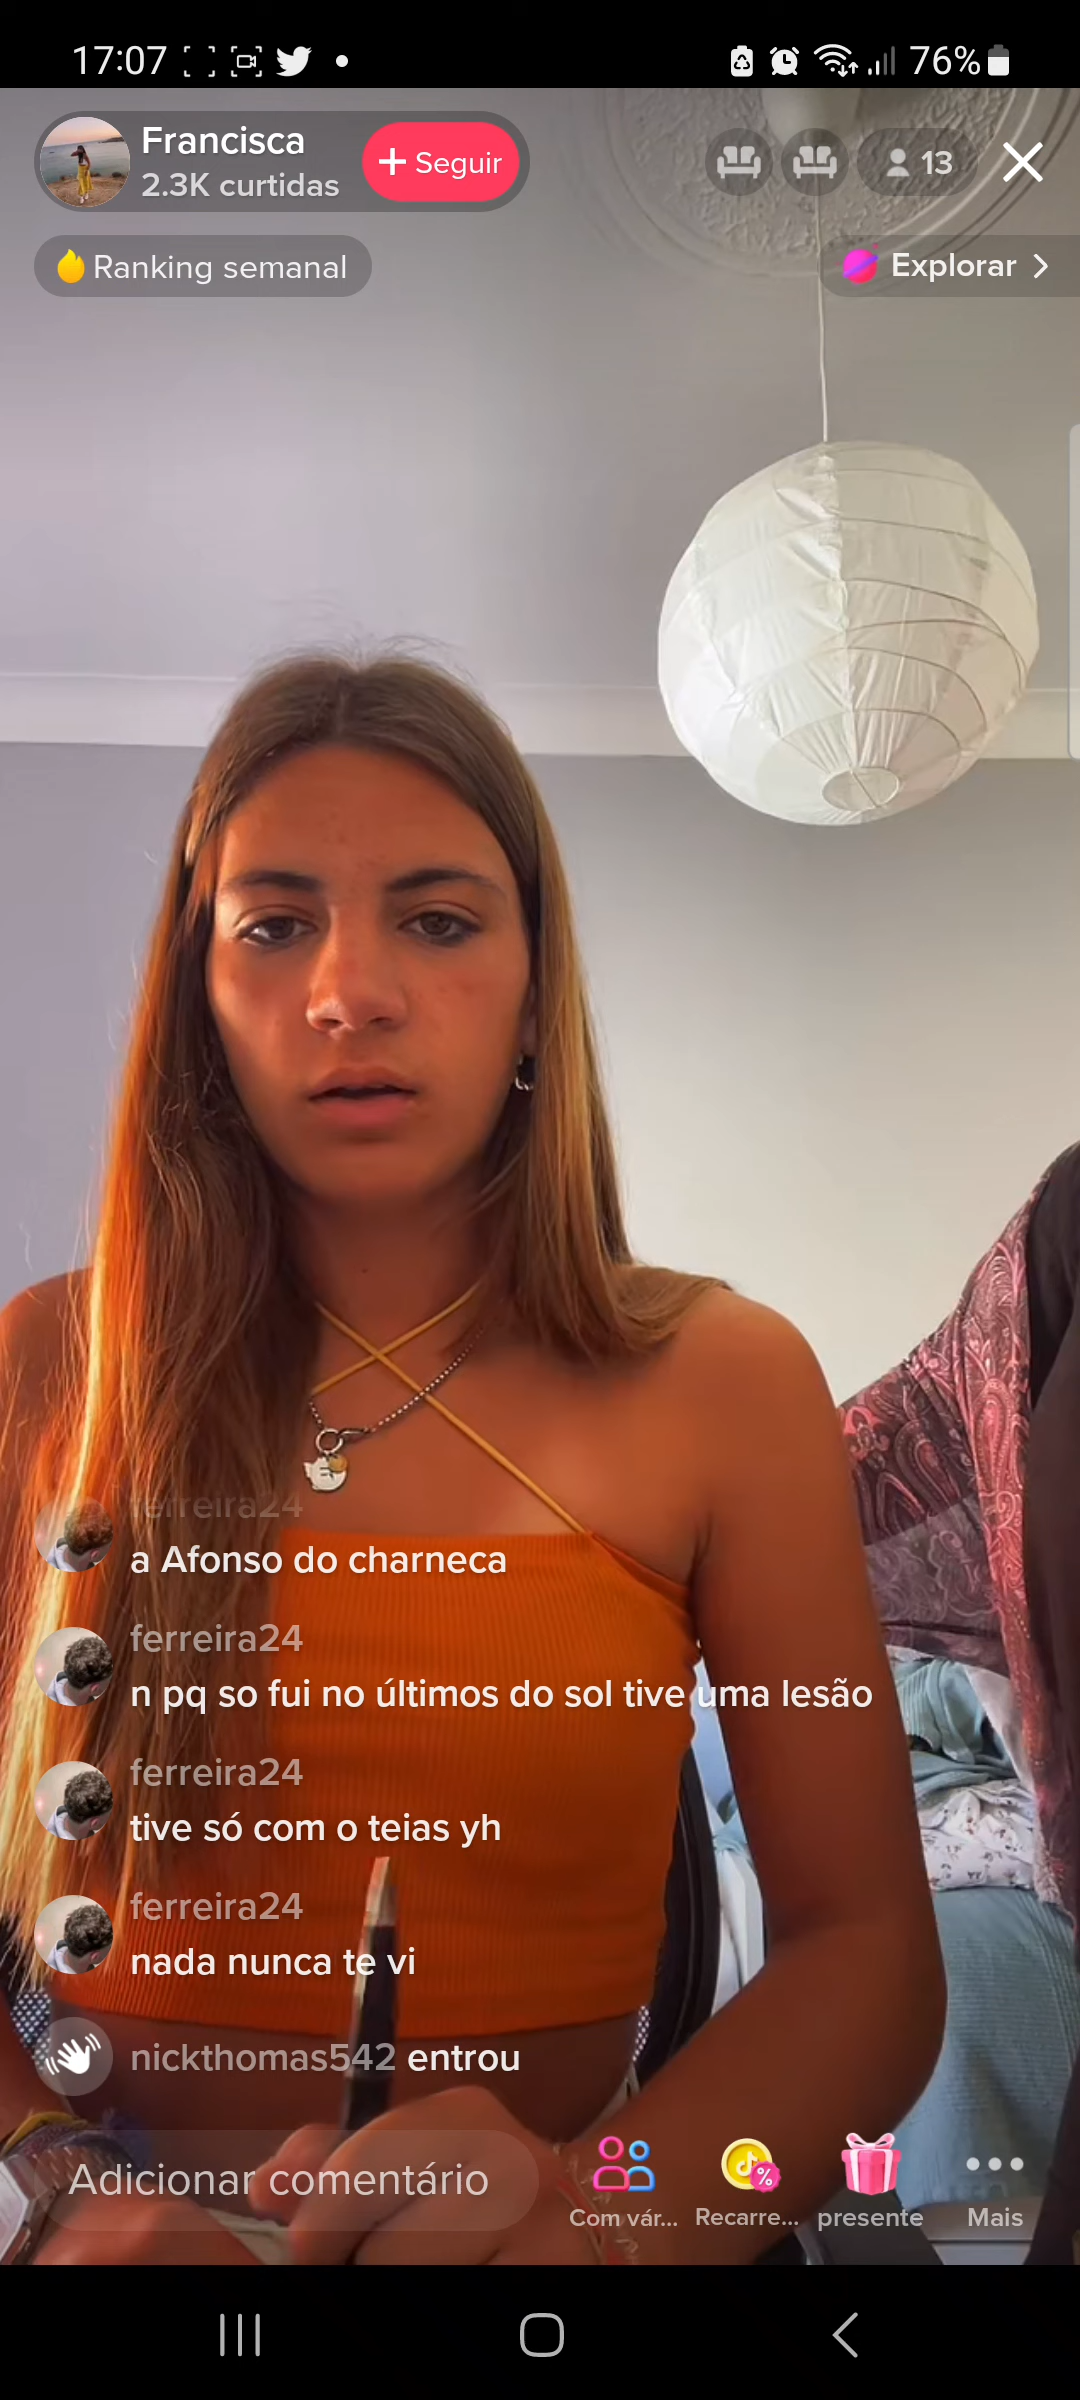 17:07
76%
Francisca
2.3K curtidas
+ Seguir
13
Ranking semanal
Explorar
ferreira24
a Afonso do charneca
ferreira24
n pq so fui no últimos do sol tive uma lesão
ferreira24
tive só com o teias yh
ferreira24
nada nunca te vi
nickthomas542 entrou
Adicionar comentário
Com vár...
Recarre...
presente
Mais